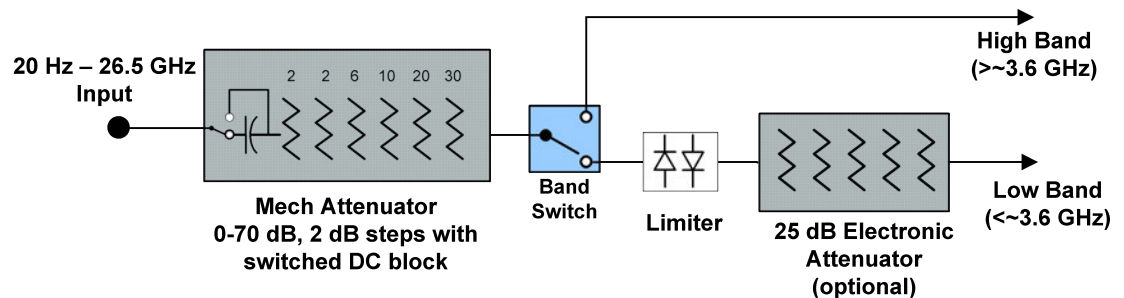 20 Hz – 26.5 GHz
Input
2 2 6 10 20 30
Mech Attenuator
0-70 dB, 2 dB steps with
switched DC block
Band
Switch
Limiter
25 dB Electronic
Attenuator
(optional)
High Band
(>~3.6 GHz)
Low Band
(<~3.6 GHz)